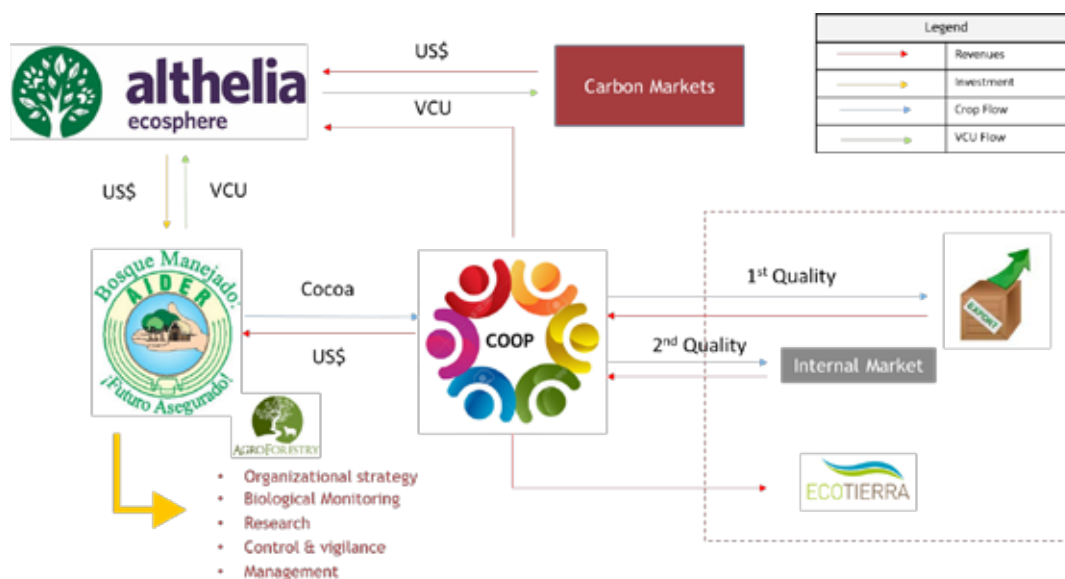 Legend
Revenues
Investment
Crop Flow
VCU Flow
althelia
ecosphere
US$
VCU
Carbon Markets
US$
VCU
Bosque Manejado:
AIDER
¡Futuro Asegurado!
AGROFORESTRY
Cocoa
US$
COOP
1st Quality
2nd Quality
EXPORT
Internal Market
ECOTIERRA
• Organizational strategy
• Biological Monitoring
• Research
• Control & vigilance
• Management